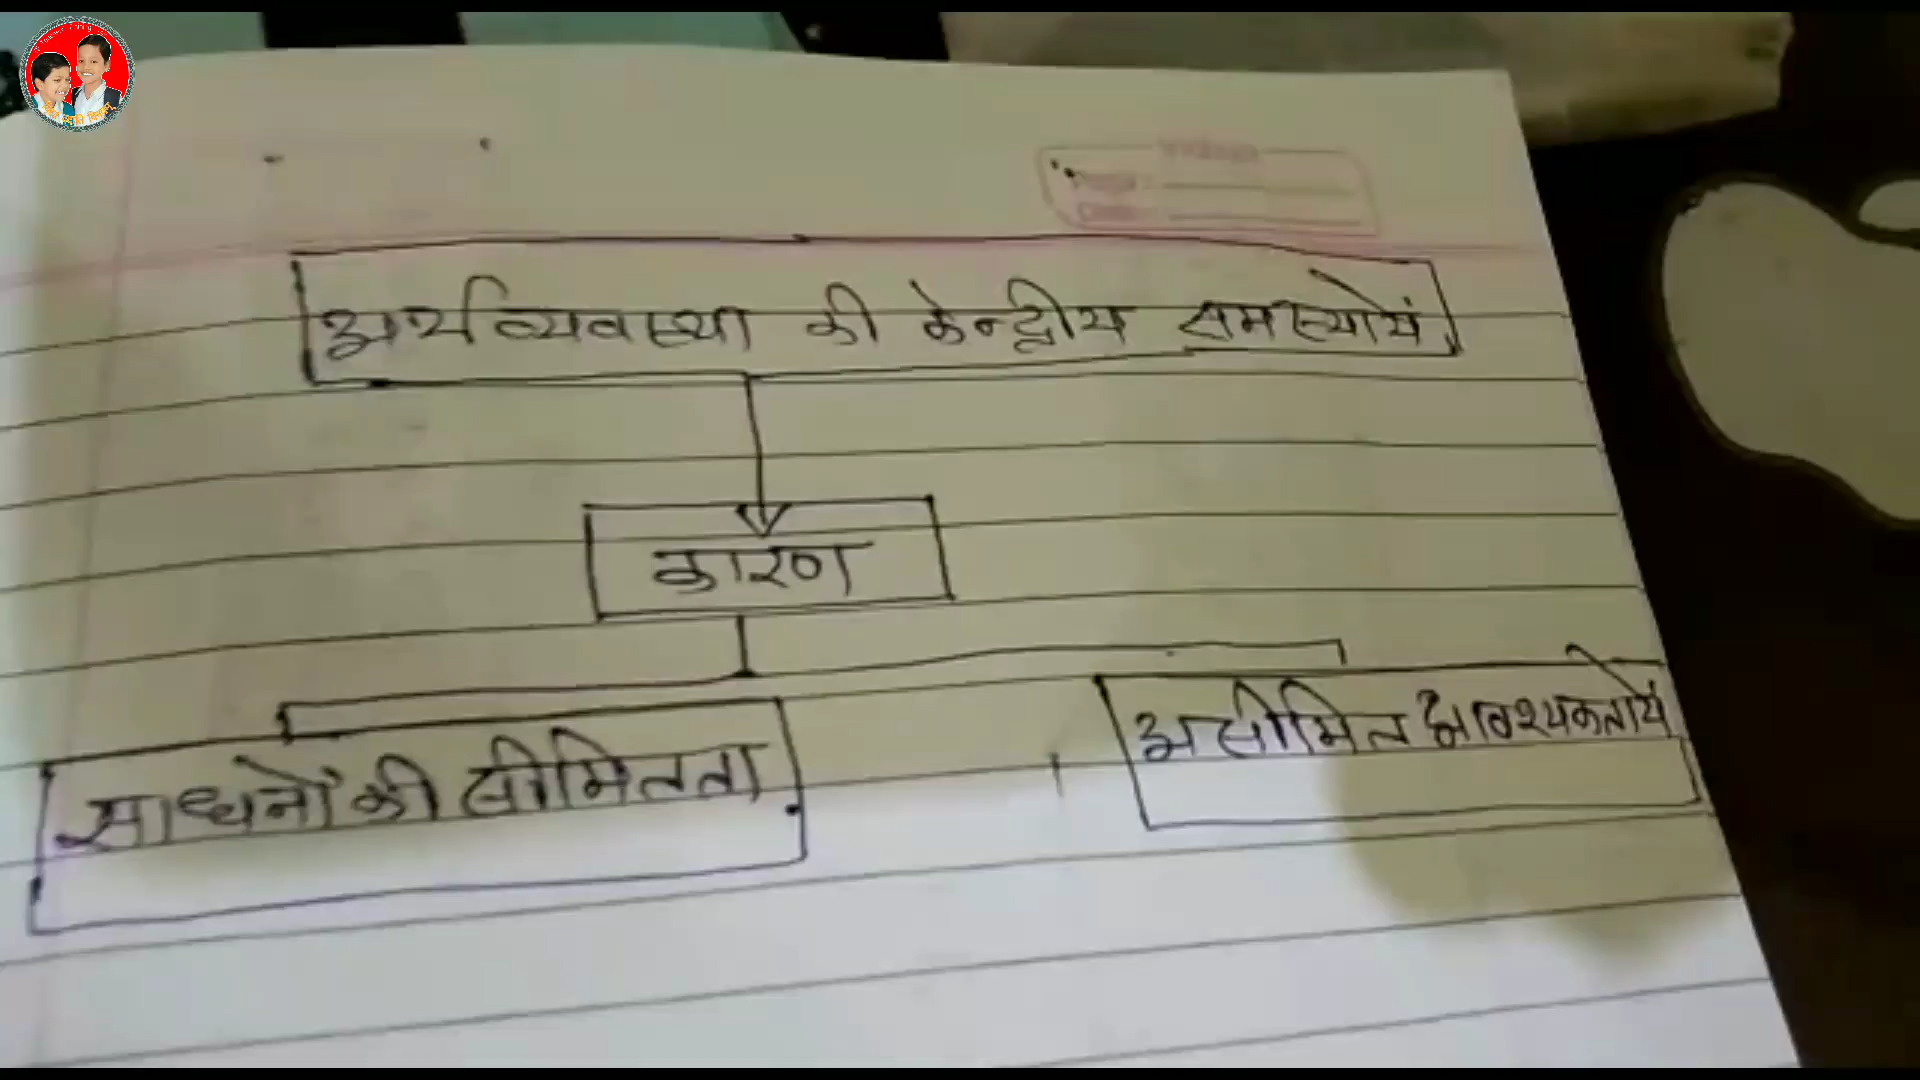 अर्थव्यवस्था की केन्द्रीय समस्यायें
कारण
साधनों की सीमितता
असीमित आवश्यकतायें